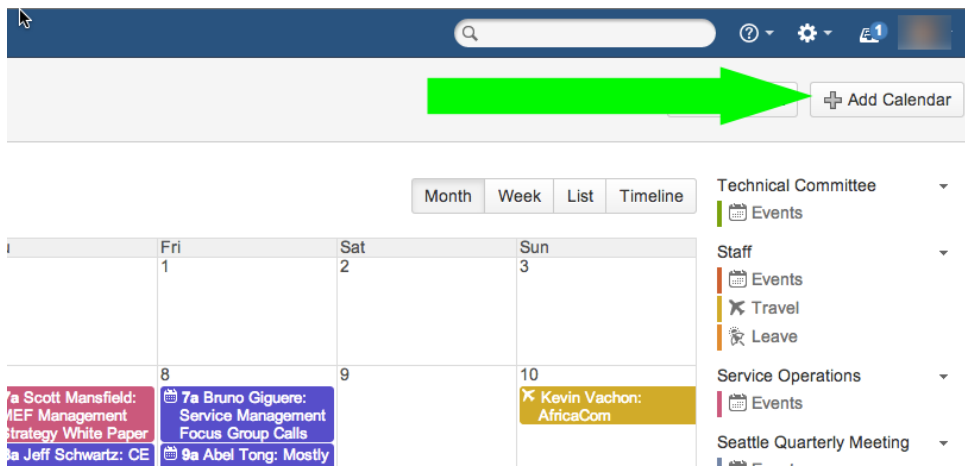 1
Add Calendar
Month Week List Timeline
Technical Committee
Events
Staff
Events
Travel
Leave
Service Operations
Events
Seattle Quarterly Meeting
Fri Sat Sun
1 2 3
8 9 10
7a Scott Mansfield:
MEF Management
Strategy White Paper
8a Jeff Schwartz: CE
7a Bruno Giguere:
Service Management
Focus Group Calls
9a Abel Tong: Mostly
Kevin Vachon:
AfricaCom